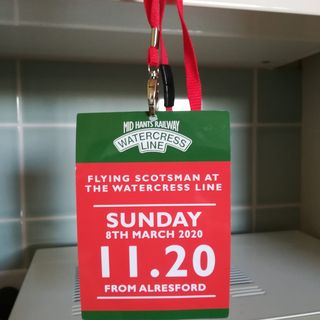 MID HANTS RAILWAY
WATERCRESS
LINE
FLYING SCOTSMAN AT
THE WATERCRESS LINE
SUNDAY
8TH MARCH 2020
11.20
FROM ALRESFORD